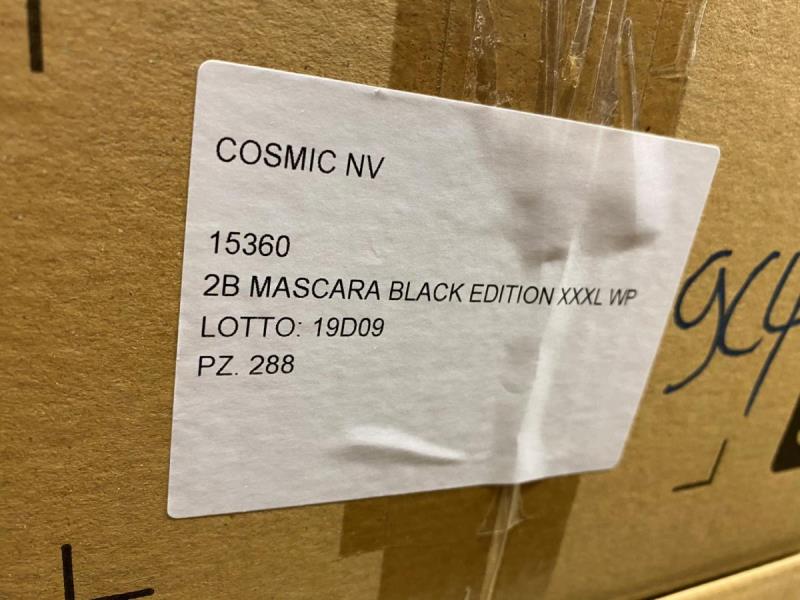 COSMIC NV
15360
2B MASCARA BLACK EDITION XXXL WP
LOTTO: 19D09
PZ. 288